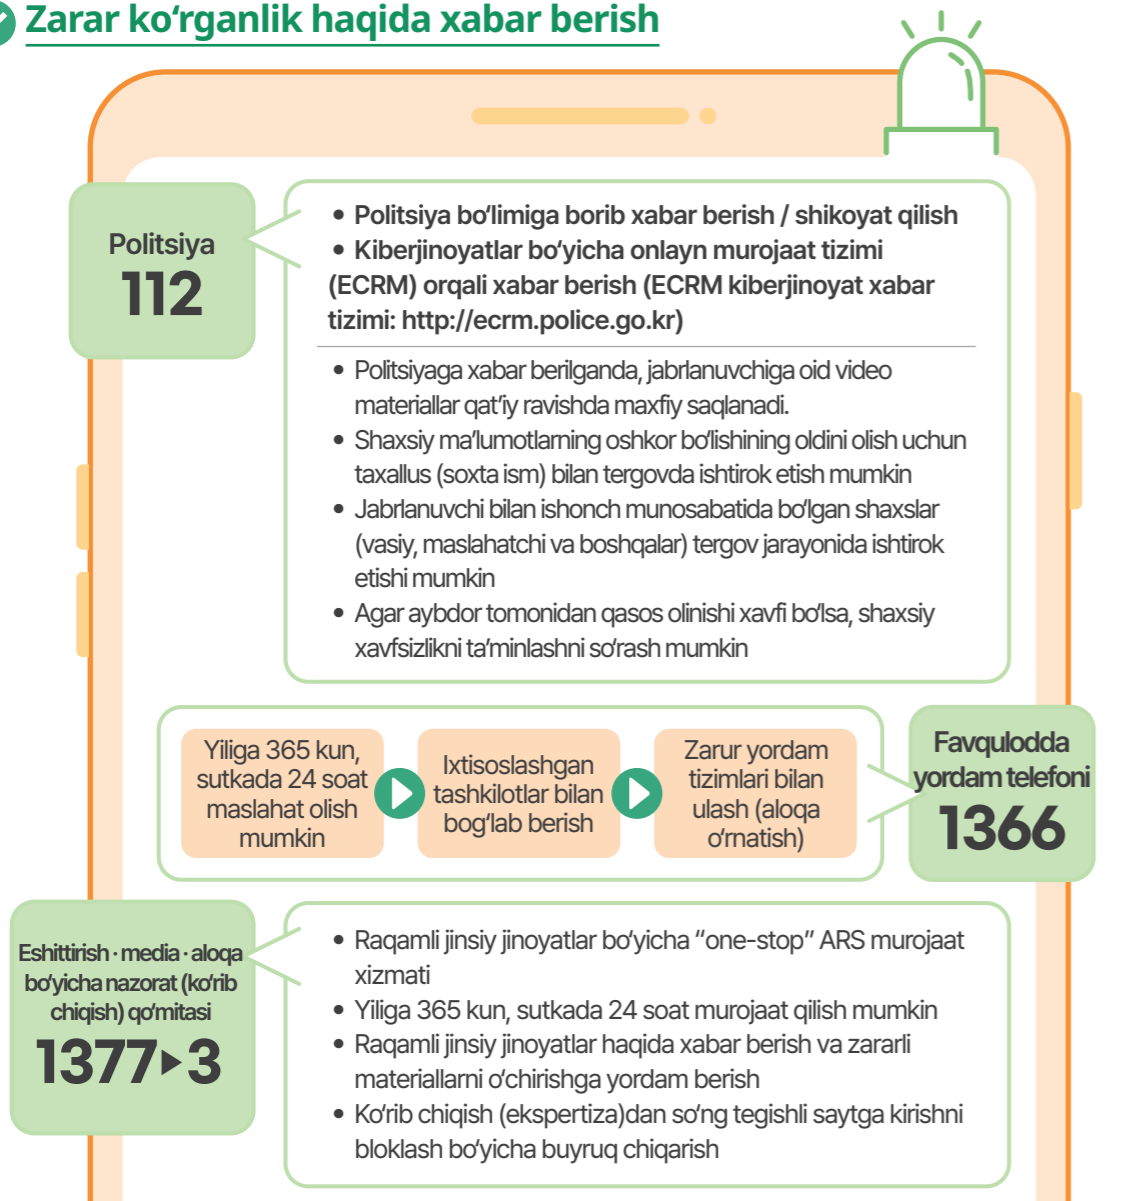 Zarar ko‘rganlik haqida xabar berish
Politsiya
112
• Politsiya bo‘limiga borib xabar berish / shikoyat qilish
• Kiberjinoyatlar bo‘yicha onlayn murojaat tizimi
(ECRM) orqali xabar berish (ECRM kiberjinoyat xabar
tizimi: http://ecrm.police.go.kr)
• Politsiyaga xabar berilganda, jabrlanuvchiga oid video
materiallar qat’iy ravishda maxfiy saqlanadi.
• Shaxsiy ma’lumotlarning oshkor bo‘lishining oldini olish uchun
taxallus (soxta ism) bilan tergovda ishtirok etish mumkin
• Jabrlanuvchi bilan ishonch munosabatida bo‘lgan shaxslar
(vasiy, maslahatchi va boshqalar) tergov jarayonida ishtirok
etishi mumkin
• Agar aybdor tomonidan qasos olinishi xavfi bo‘lsa, shaxsiy
xavfsizlikni ta’minlashni so‘rash mumkin
Yiliga 365 kun,
sutkada 24 soat
maslahat olish
mumkin
Ixtisoslashgan
tashkilotlar bilan
bog‘lab berish
Zarur yordam
tizimlari bilan
ulash (aloqa
o‘rnatish)
Favqulodda
yordam telefoni
1366
Eshittirish · media · aloqa
bo‘yicha nazorat (ko‘rib
chiqish) qo‘mitasi
1377▸3
• Raqamli jinsiy jinoyatlar bo‘yicha “one-stop” ARS murojaat
xizmati
• Yiliga 365 kun, sutkada 24 soat murojaat qilish mumkin
• Raqamli jinsiy jinoyatlar haqida xabar berish va zararli
materiallarni o‘chirishga yordam berish
• Ko‘rib chiqish (ekspertiza)dan so‘ng tegishli saytga kirishni
bloklash bo‘yicha buyruq chiqarish